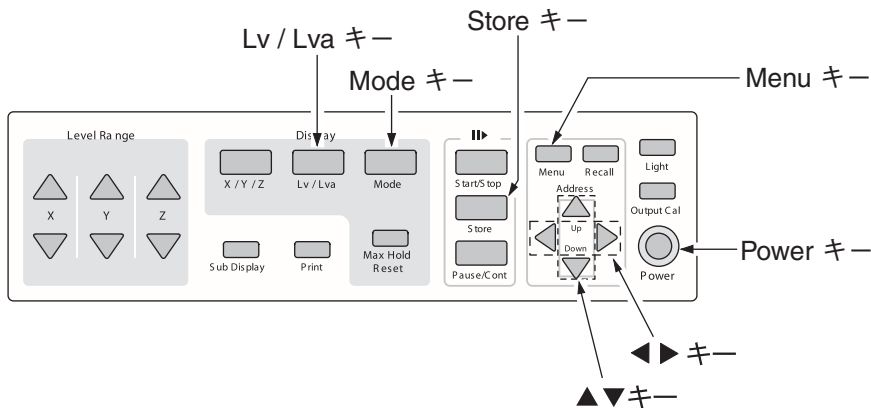 Store キー
Lv / Lva キー
Mode キー
Menu キー
Level Range
Display
X
Y
Z
X / Y / Z
Lv / Lva
Mode
Sub Display
Print
Max Hold
Reset
Start/Stop
Store
Pause/Cont
Menu
Recall
Address
Up
Down
Light
Output Cal
Power
Power キー
◀ ▶ キー
▲ ▼ キー